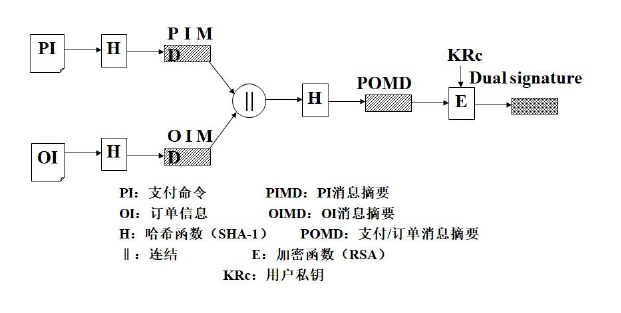 PI
H
P I M
D
OI
H
O I M
D
||
H
POMD
KRc
E
Dual signature
PI：支付命令 PIMD：PI消息摘要
OI：订单信息 OIMD：OI消息摘要
H：哈希函数（SHA-1） POMD：支付/订单消息摘要
‖：连结 E：加密函数（RSA）
KRc：用户私钥